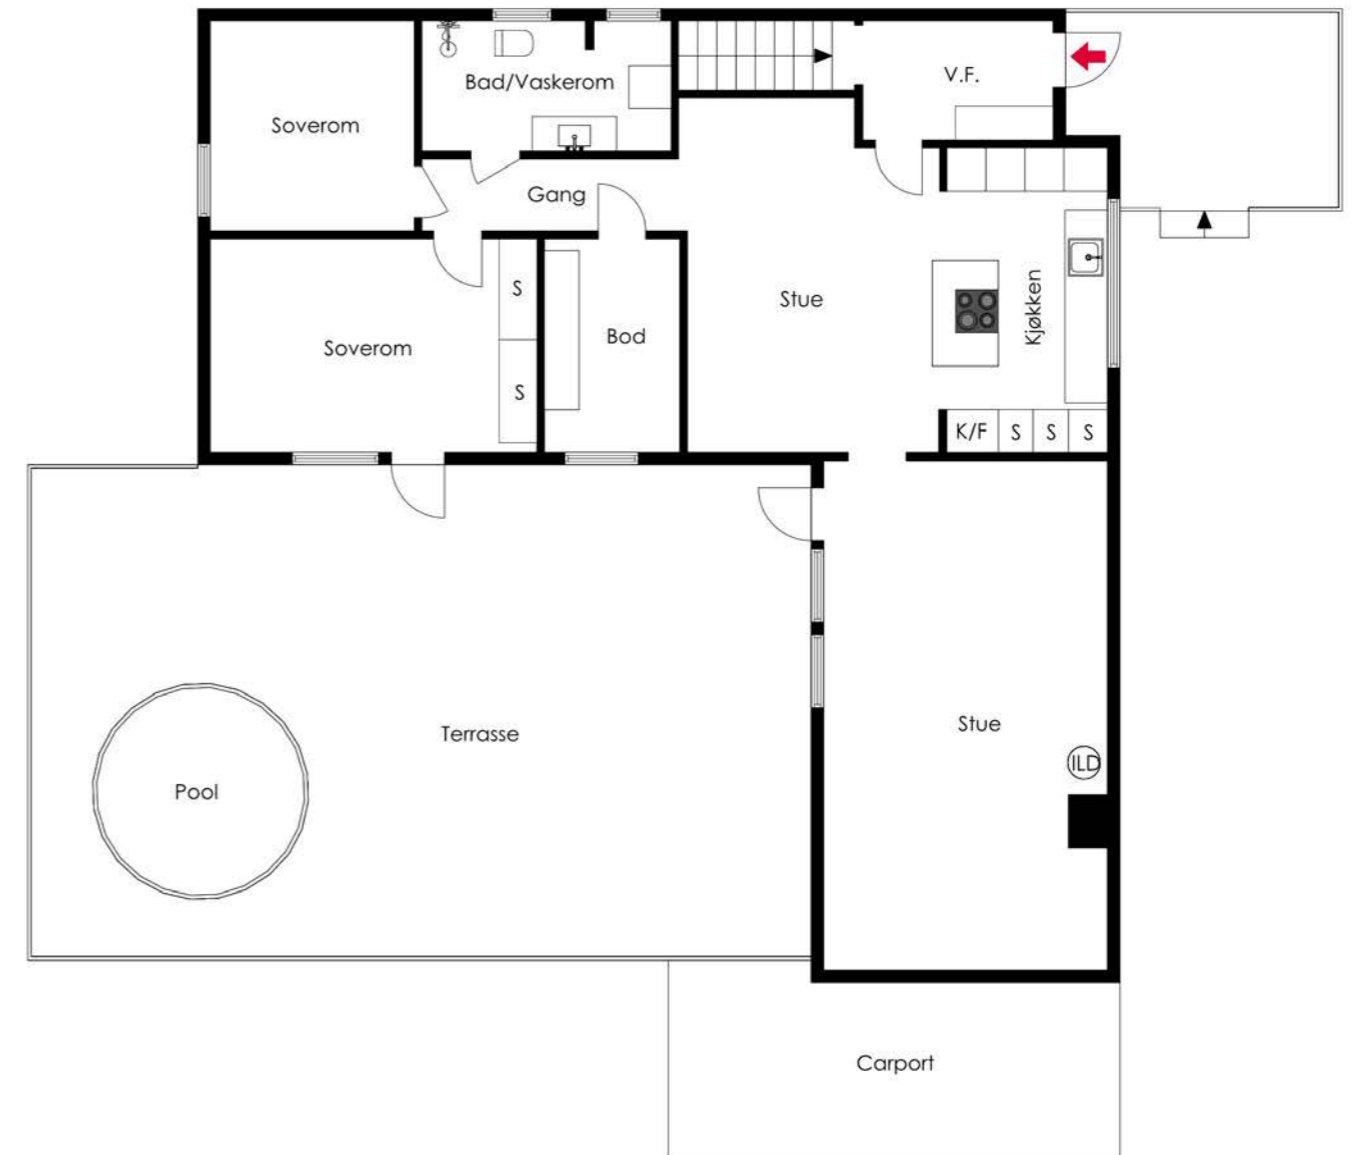 V.F.
Bad/Vaskerom
Soverom
Gang
S
Stue
Kjøkken
Bod
Soverom
S
K/F
S
S
S
Stue
Terrasse
ILD
Pool
Carport